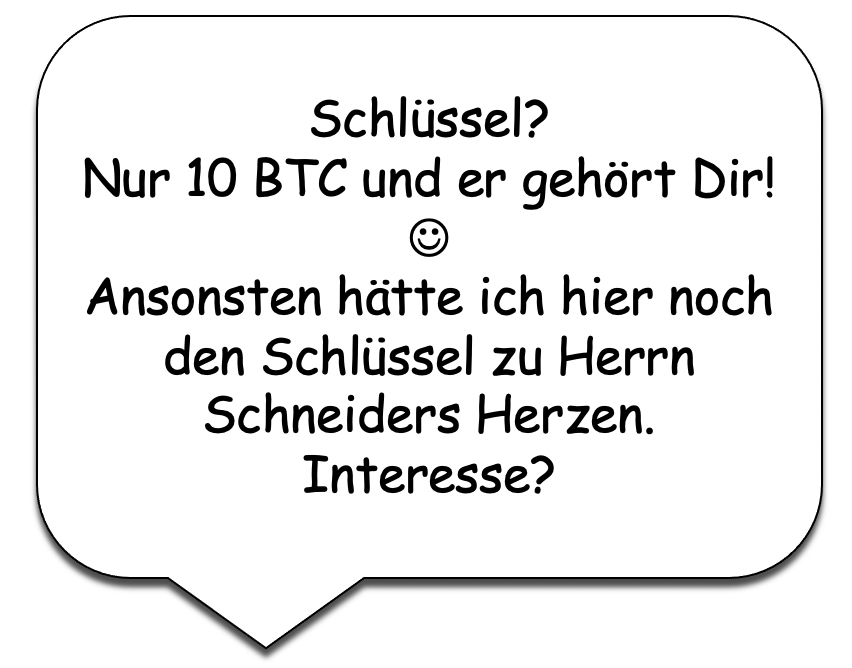 Schlüssel?
Nur 10 BTC und er gehört Dir!
☺
Ansonsten hätte ich hier noch
den Schlüssel zu Herrn
Schneiders Herzen.
Interesse?